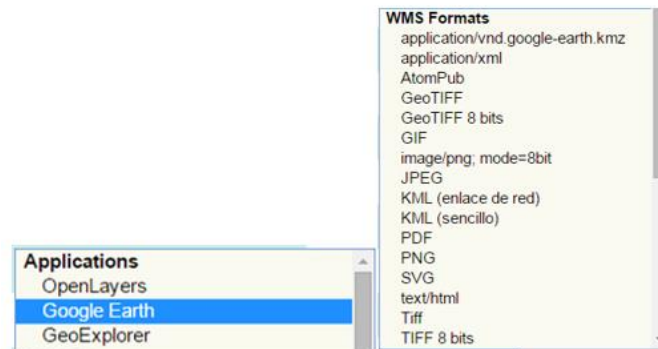 WMS Formats
application/vnd.google-earth.kmz
application/xml
AtomPub
GeoTIFF
GeoTIFF 8 bits
GIF
image/png; mode=8bit
JPEG
KML (enlace de red)
KML (sencillo)
PDF
PNG
SVG
text/html
Tiff
TIFF 8 bits
Applications
OpenLayers
Google Earth
GeoExplorer